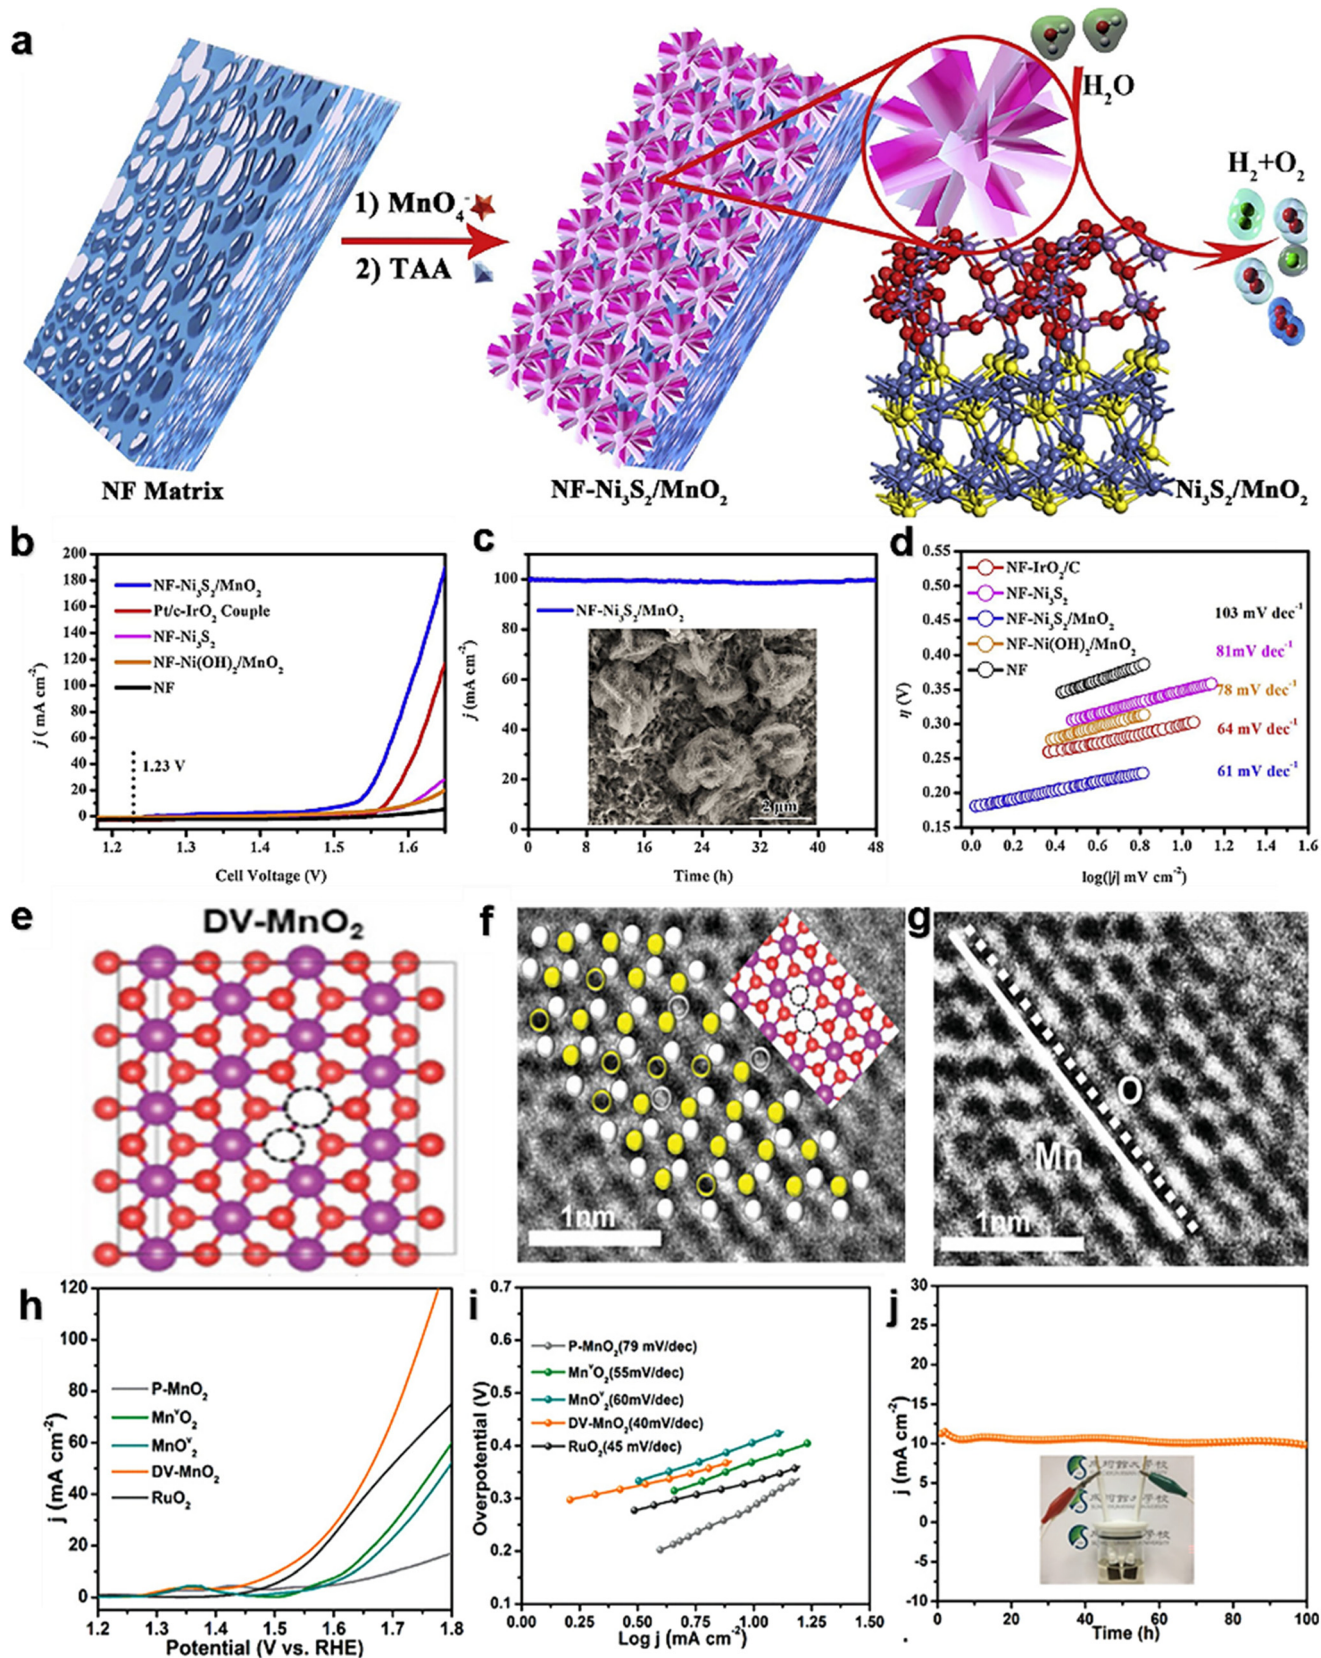 a
H₂O
H₂+O₂
1) MnO₄⁻
2) TAA
NF Matrix
NF-Ni₃S₂/MnO₂
Ni₃S₂/MnO₂
b
j (mA cm⁻²)
200
180
160
140
120
100
80
60
40
20
0
NF-Ni₃S₂/MnO₂
Pt/c-IrO₂ Couple
NF-Ni₃S₂
NF-Ni(OH)₂/MnO₂
NF
1.23 V
1.2 1.3 1.4 1.5 1.6
Cell Voltage (V)
c
j (mA cm⁻²)
100
80
60
40
20
0
NF-Ni₃S₂/MnO₂
2 μm
0 8 16 24 32 40 48
Time (h)
d
η (V)
0.55
0.50
0.45
0.40
0.35
0.30
0.25
0.20
0.15
NF-IrO₂/C
NF-Ni₃S₂
NF-Ni₃S₂/MnO₂
NF-Ni(OH)₂/MnO₂
NF
103 mV dec⁻¹
81mV dec⁻¹
78 mV dec⁻¹
64 mV dec⁻¹
61 mV dec⁻¹
0.0 0.2 0.4 0.6 0.8 1.0 1.2 1.4 1.6
log(|j| mV cm⁻²)
e
DV-MnO₂
f
1nm
g
O
Mn
1nm
h
j (mA cm⁻²)
120
100
80
60
40
20
0
P-MnO₂
MnᵛO₂
MnOᵛ₂
DV-MnO₂
RuO₂
1.2 1.3 1.4 1.5 1.6 1.7 1.8
Potential (V vs. RHE)
i
Overpotential (V)
0.7
0.6
0.5
0.4
0.3
0.2
0.1
P-MnO₂(79 mV/dec)
MnᵛO₂(55mV/dec)
MnOᵛ₂(60mV/dec)
DV-MnO₂(40mV/dec)
RuO₂(45 mV/dec)
0.00 0.25 0.50 0.75 1.00 1.25 1.50
Log j (mA cm⁻²)
j
j (mA cm⁻²)
30
25
20
15
10
5
0
-5
-10
0 20 40 60 80 100
Time (h)